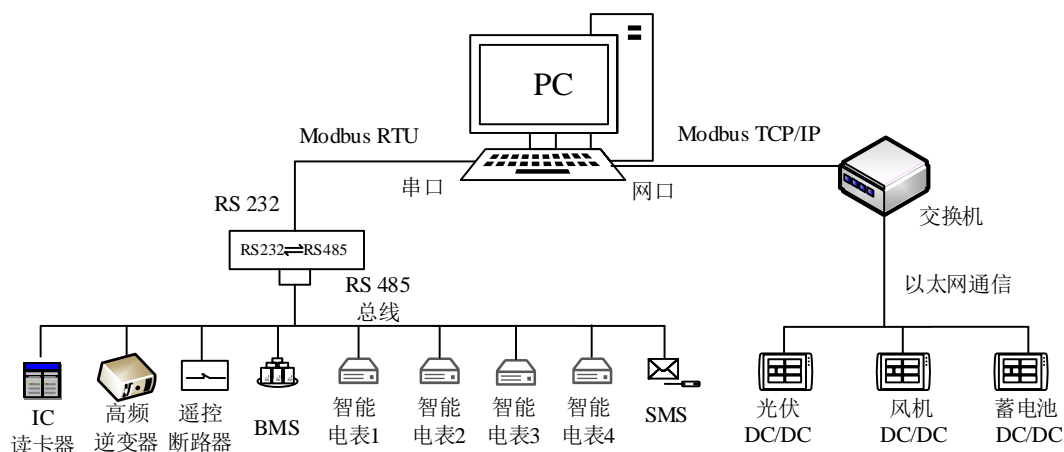 PC
Modbus RTU
Modbus TCP/IP
串口
网口
RS 232
交换机
RS232⇌RS485
RS 485
总线
以太网通信
IC
读卡器
高频
逆变器
遥控
断路器
BMS
智能
电表1
智能
电表2
智能
电表3
智能
电表4
SMS
光伏
DC/DC
风机
DC/DC
蓄电池
DC/DC